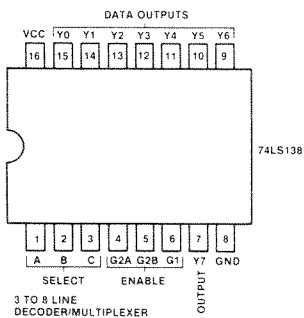 DATA OUTPUTS
VCC Y0 Y1 Y2 Y3 Y4 Y5 Y6
16 15 14 13 12 11 10 9
74LS138
1 2 3 4 5 6 7 8
A B C G2A G2B G1 Y7 GND
SELECT ENABLE OUTPUT
3 TO 8 LINE
DECODER/MULTIPLEXER